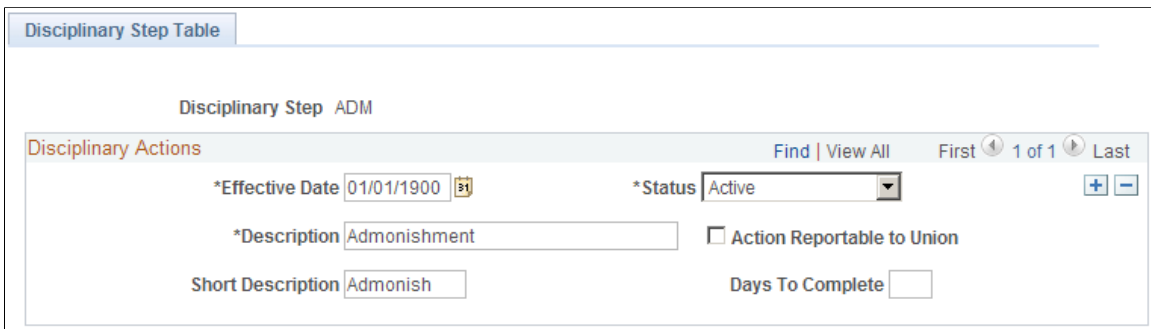 Disciplinary Step Table
Disciplinary Step ADM
Disciplinary Actions Find | View All First 1 of 1 Last
*Effective Date 01/01/1900 31 *Status Active
*Description Admonishment Action Reportable to Union
Short Description Admonish Days To Complete